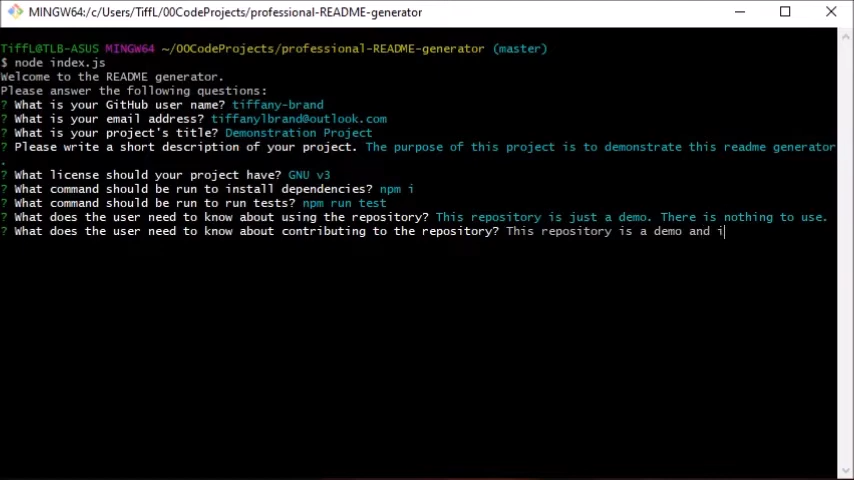 MINGW64:/c/Users/TiffL/00CodeProjects/professional-README-generator
TiffL@TLB-ASUS MINGW64 ~/00CodeProjects/professional-README-generator (master)
$ node index.js
Welcome to the README generator.
Please answer the following questions:
? What is your GitHub user name? tiffany-brand
? What is your email address? tiffanylbrand@outlook.com
? What is your project's title? Demonstration Project
? Please write a short description of your project. The purpose of this project is to demonstrate this readme generator
.
? What license should your project have? GNU v3
? What command should be run to install dependencies? npm i
? What command should be run to run tests? npm run test
? What does the user need to know about using the repository? This repository is just a demo. There is nothing to use.
? What does the user need to know about contributing to the repository? This repository is a demo and i